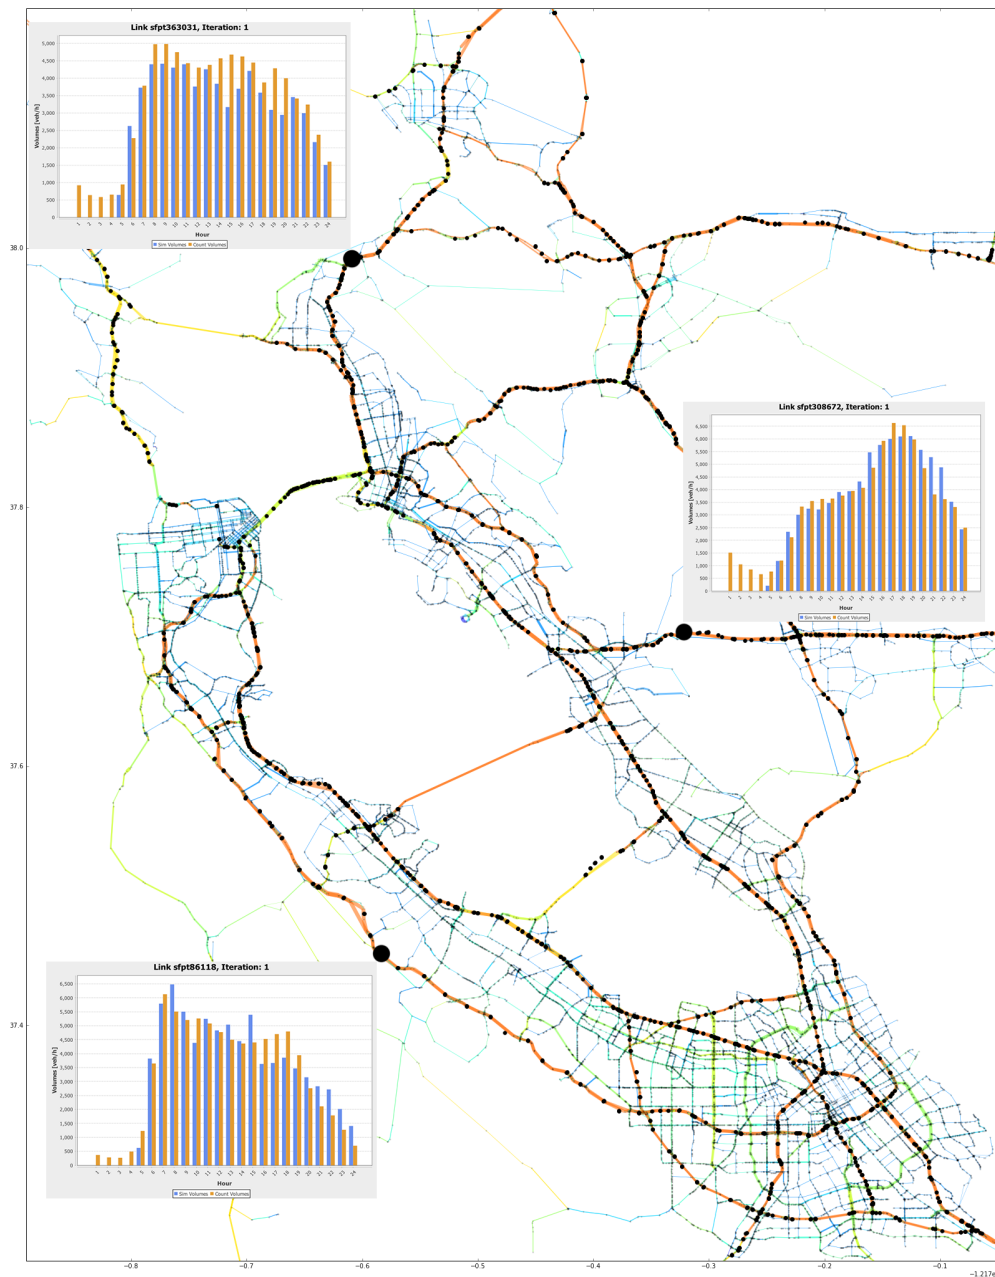 Link sfpt363031, Iteration: 1
Volumes [veh/h]
5,000
4,500
4,000
3,500
3,000
2,500
2,000
1,500
1,000
500
0
1 2 3 4 5 6 7 8 9 10 11 12 13 14 15 16 17 18 19 20 21 22 23 24
Hour
Sim Volumes Count Volumes
38.0
Link sfpt308672, Iteration: 1
Volumes [veh/h]
6,500
6,000
5,500
5,000
4,500
4,000
3,500
3,000
2,500
2,000
1,500
1,000
500
0
1 2 3 4 5 6 7 8 9 10 11 12 13 14 15 16 17 18 19 20 21 22 23 24
Hour
Sim Volumes Count Volumes
37.8
37.6
Link sfpt86118, Iteration: 1
Volumes [veh/h]
6,500
6,000
5,500
5,000
4,500
4,000
3,500
3,000
2,500
2,000
1,500
1,000
500
0
1 2 3 4 5 6 7 8 9 10 11 12 13 14 15 16 17 18 19 20 21 22 23 24
Hour
Sim Volumes Count Volumes
37.4
−0.8 −0.7 −0.6 −0.5 −0.4 −0.3 −0.2 −0.1
−1.217e